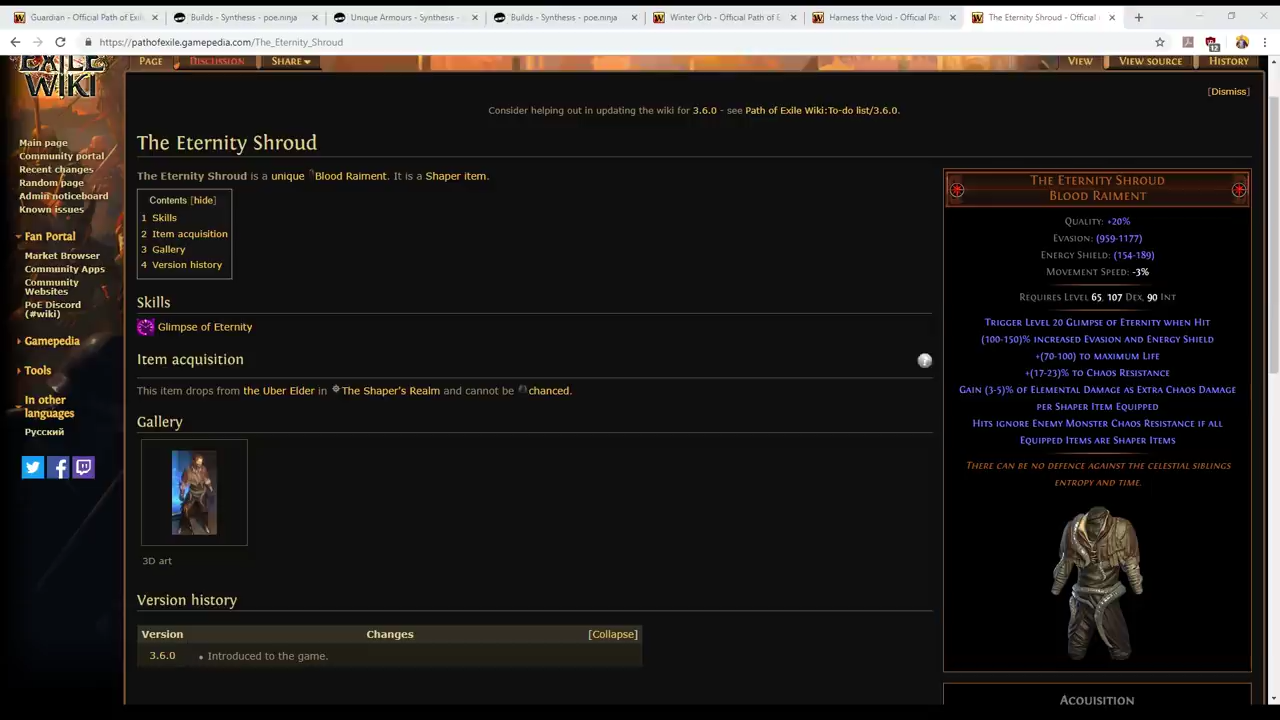 Guardian - Official Path of Exile
Builds - Synthesis - poe.ninja
Unique Armours - Synthesis -
Builds - Synthesis - poe.ninja
Winter Orb - Official Path of E
Harness the Void - Official Pa
The Eternity Shroud - Official
https://pathofexile.gamepedia.com/The_Eternity_Shroud
12
EXILE
WIKI
PAGE
DISCUSSION
SHARE
VIEW
VIEW SOURCE
HISTORY
[Dismiss]
Consider helping out in updating the wiki for 3.6.0 - see Path of Exile Wiki:To-do list/3.6.0.
Main page
Community portal
Recent changes
Random page
Admin noticeboard
Known issues
Fan Portal
Market Browser
Community Apps
Community
Websites
PoE Discord
(#wiki)
Gamepedia
Tools
In other
languages
Русский
The Eternity Shroud
The Eternity Shroud is a unique Blood Raiment. It is a Shaper item.
Contents [hide]
1 Skills
2 Item acquisition
3 Gallery
4 Version history
Skills
Glimpse of Eternity
Item acquisition
?
This item drops from the Uber Elder in The Shaper's Realm and cannot be chanced.
Gallery
3D art
Version history
Version Changes [Collapse]
3.6.0 • Introduced to the game.
The Eternity Shroud
Blood Raiment
Quality: +20%
Evasion: (959-1177)
Energy Shield: (154-189)
Movement Speed: -3%
Requires Level 65, 107 Dex, 90 Int
Trigger Level 20 Glimpse of Eternity when Hit
(100-150)% increased Evasion and Energy Shield
+(70-100) to maximum Life
+(17-23)% to Chaos Resistance
Gain (3-5)% of Elemental Damage as Extra Chaos Damage
per Shaper Item Equipped
Hits ignore Enemy Monster Chaos Resistance if all
Equipped Items are Shaper Items
There can be no defence against the celestial siblings
entropy and time.
Acquisition